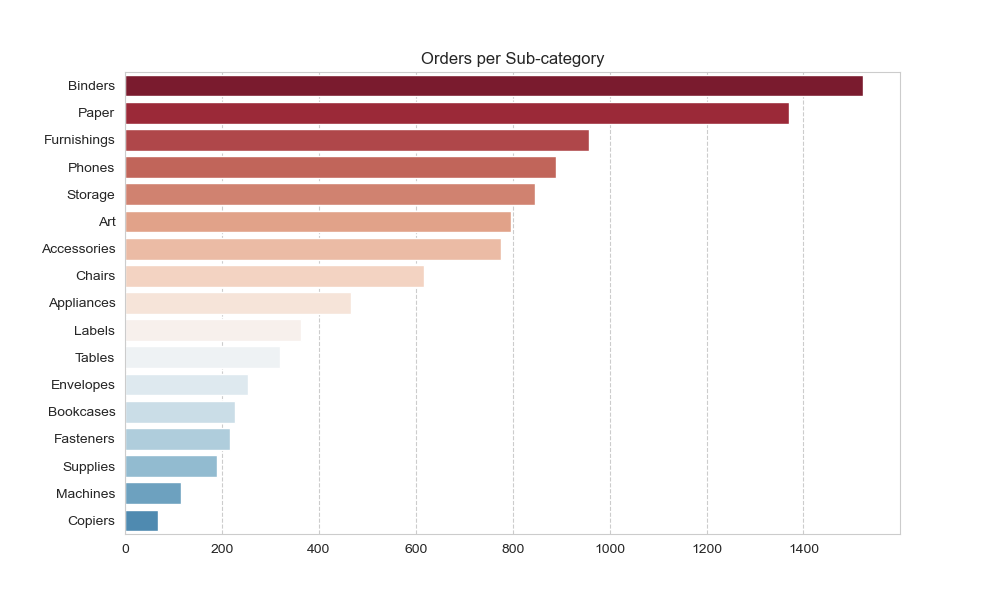 Orders per Sub-category
Binders
Paper
Furnishings
Phones
Storage
Art
Accessories
Chairs
Appliances
Labels
Tables
Envelopes
Bookcases
Fasteners
Supplies
Machines
Copiers
0 200 400 600 800 1000 1200 1400